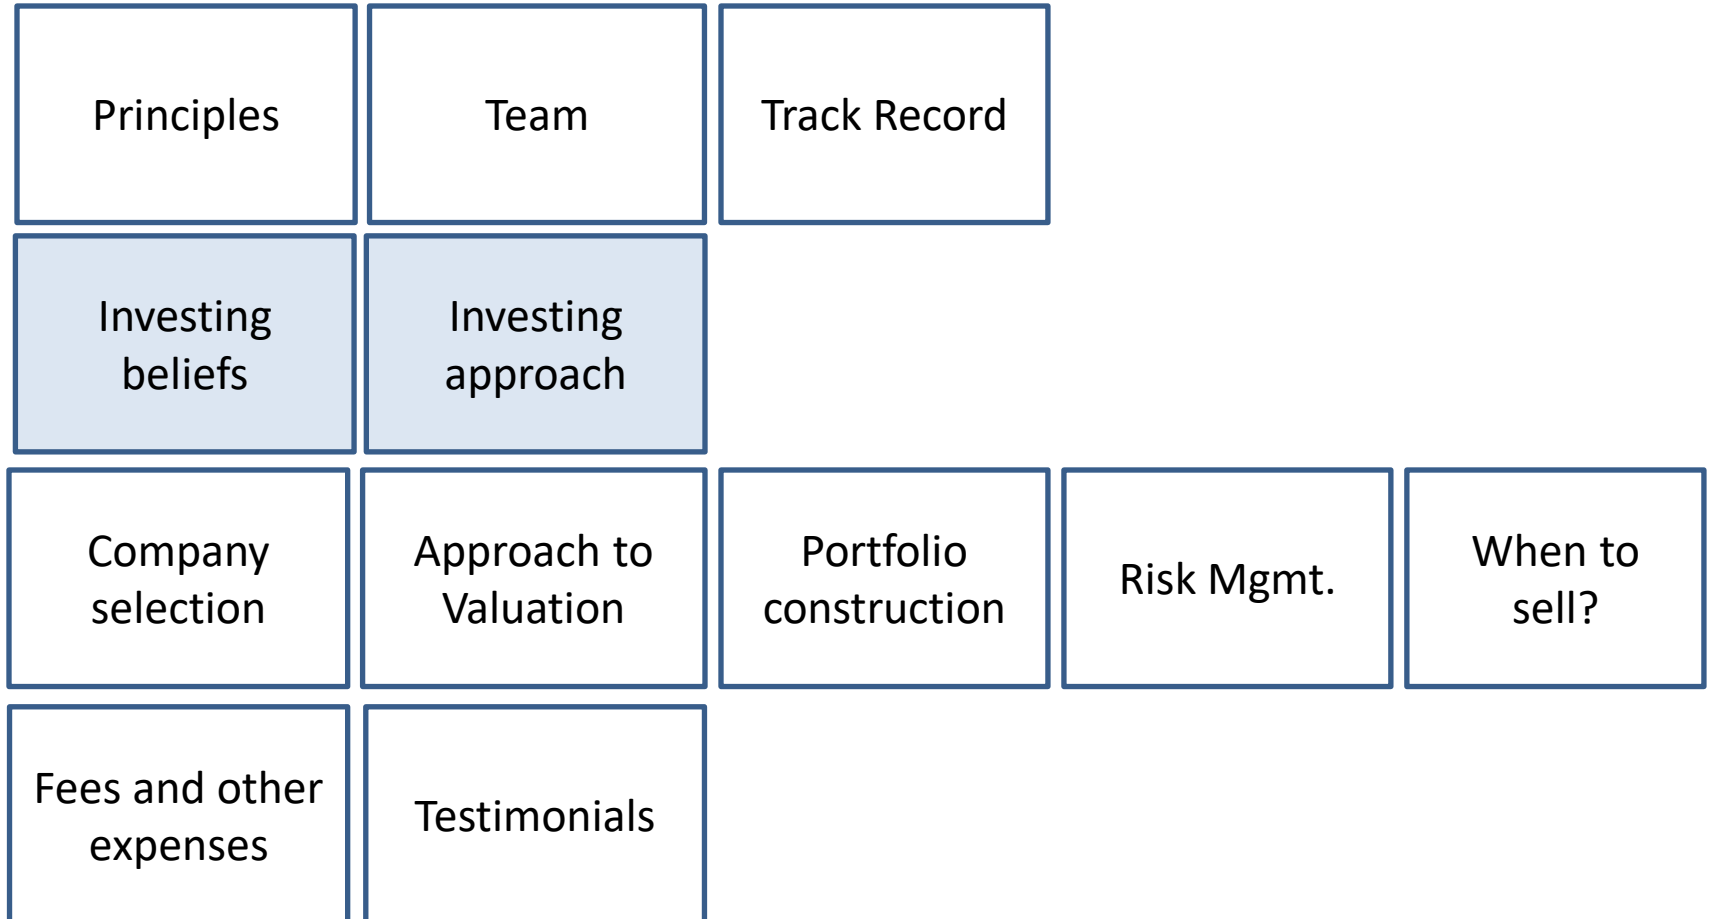 Principles
Team
Track Record
Investing
beliefs
Investing
approach
Company
selection
Approach to
Valuation
Portfolio
construction
Risk Mgmt.
When to
sell?
Fees and other
expenses
Testimonials